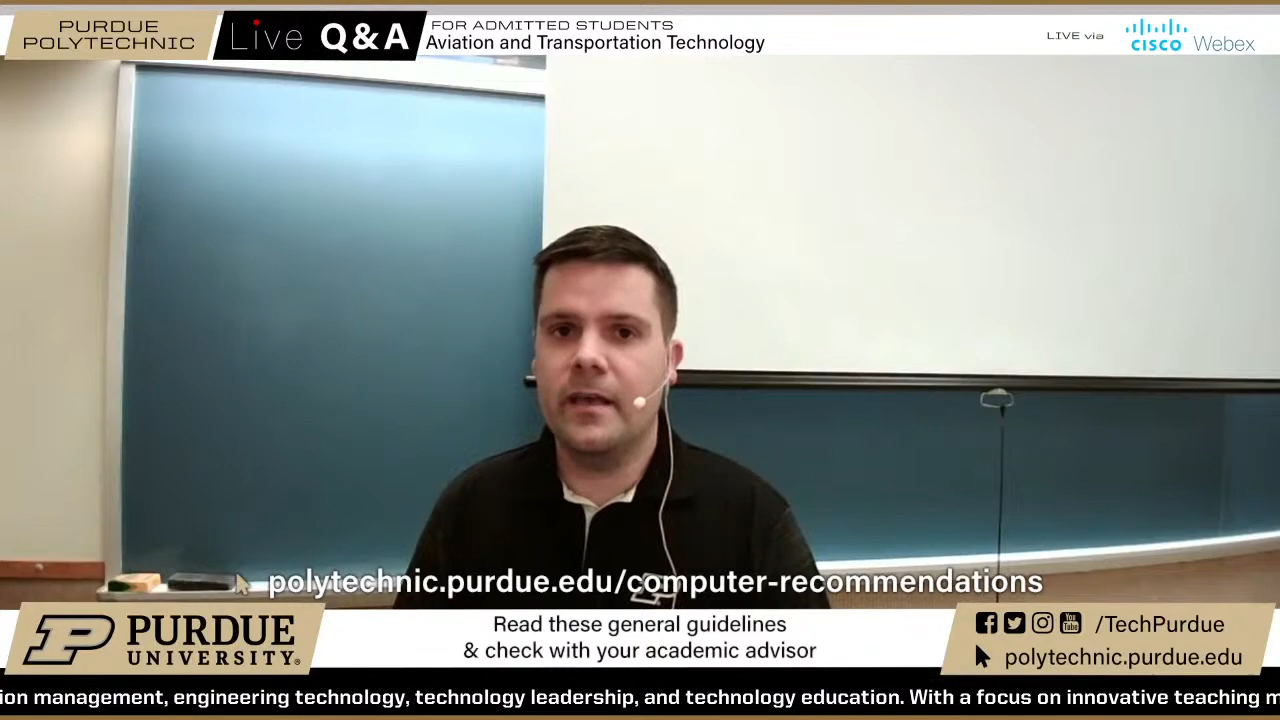 PURDUE
POLYTECHNIC
Live Q&A
FOR ADMITTED STUDENTS
Aviation and Transportation Technology
LIVE via
CISCO Webex
polytechnic.purdue.edu/computer-recommendations
P PURDUE
UNIVERSITY®
Read these general guidelines
& check with your academic advisor
You Tube /TechPurdue
polytechnic.purdue.edu
ion management, engineering technology, technology leadership, and technology education. With a focus on innovative teaching m